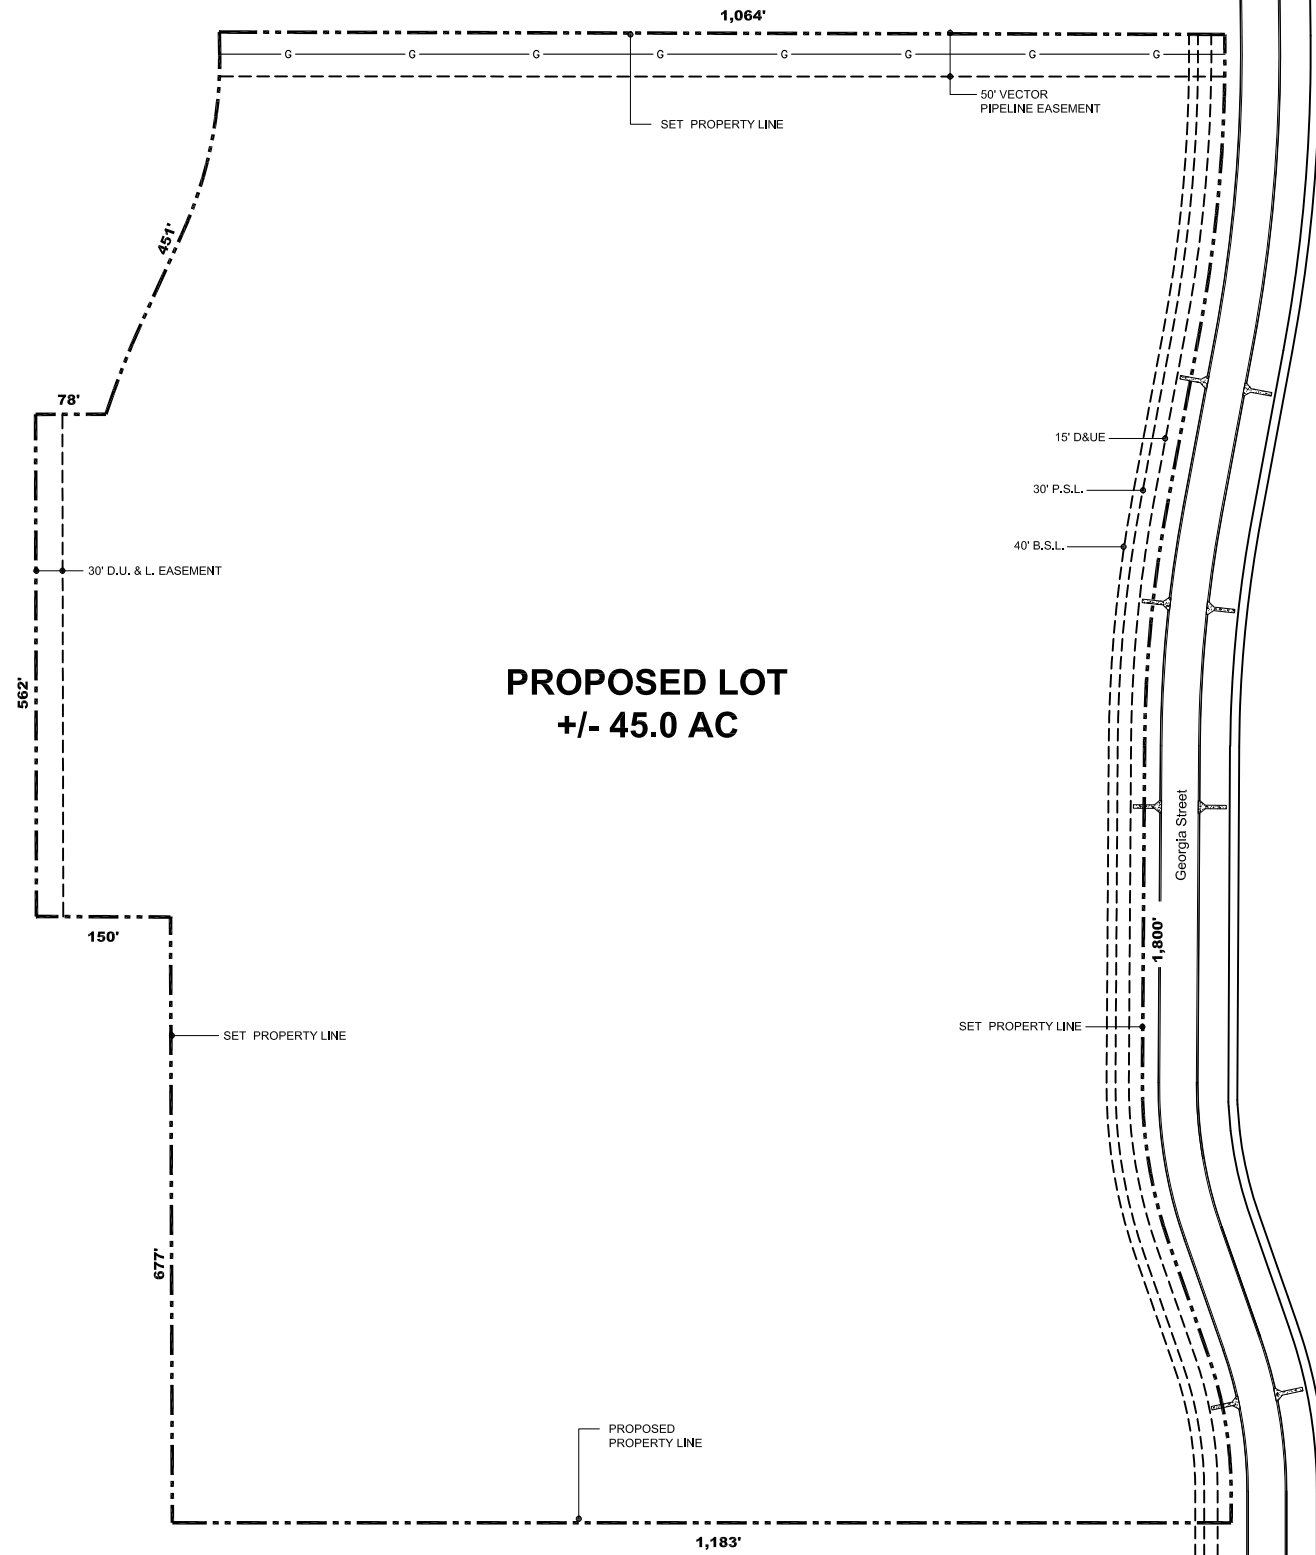 1,064'
G G G G G G G G
50' VECTOR
PIPELINE EASEMENT
SET PROPERTY LINE
451'
78'
15' D&UE
30' P.S.L.
40' B.S.L.
30' D.U. & L. EASEMENT
562'
PROPOSED LOT
+/- 45.0 AC
Georgia Street
150'
1,800'
SET PROPERTY LINE
SET PROPERTY LINE
677'
PROPOSED
PROPERTY LINE
1,183'